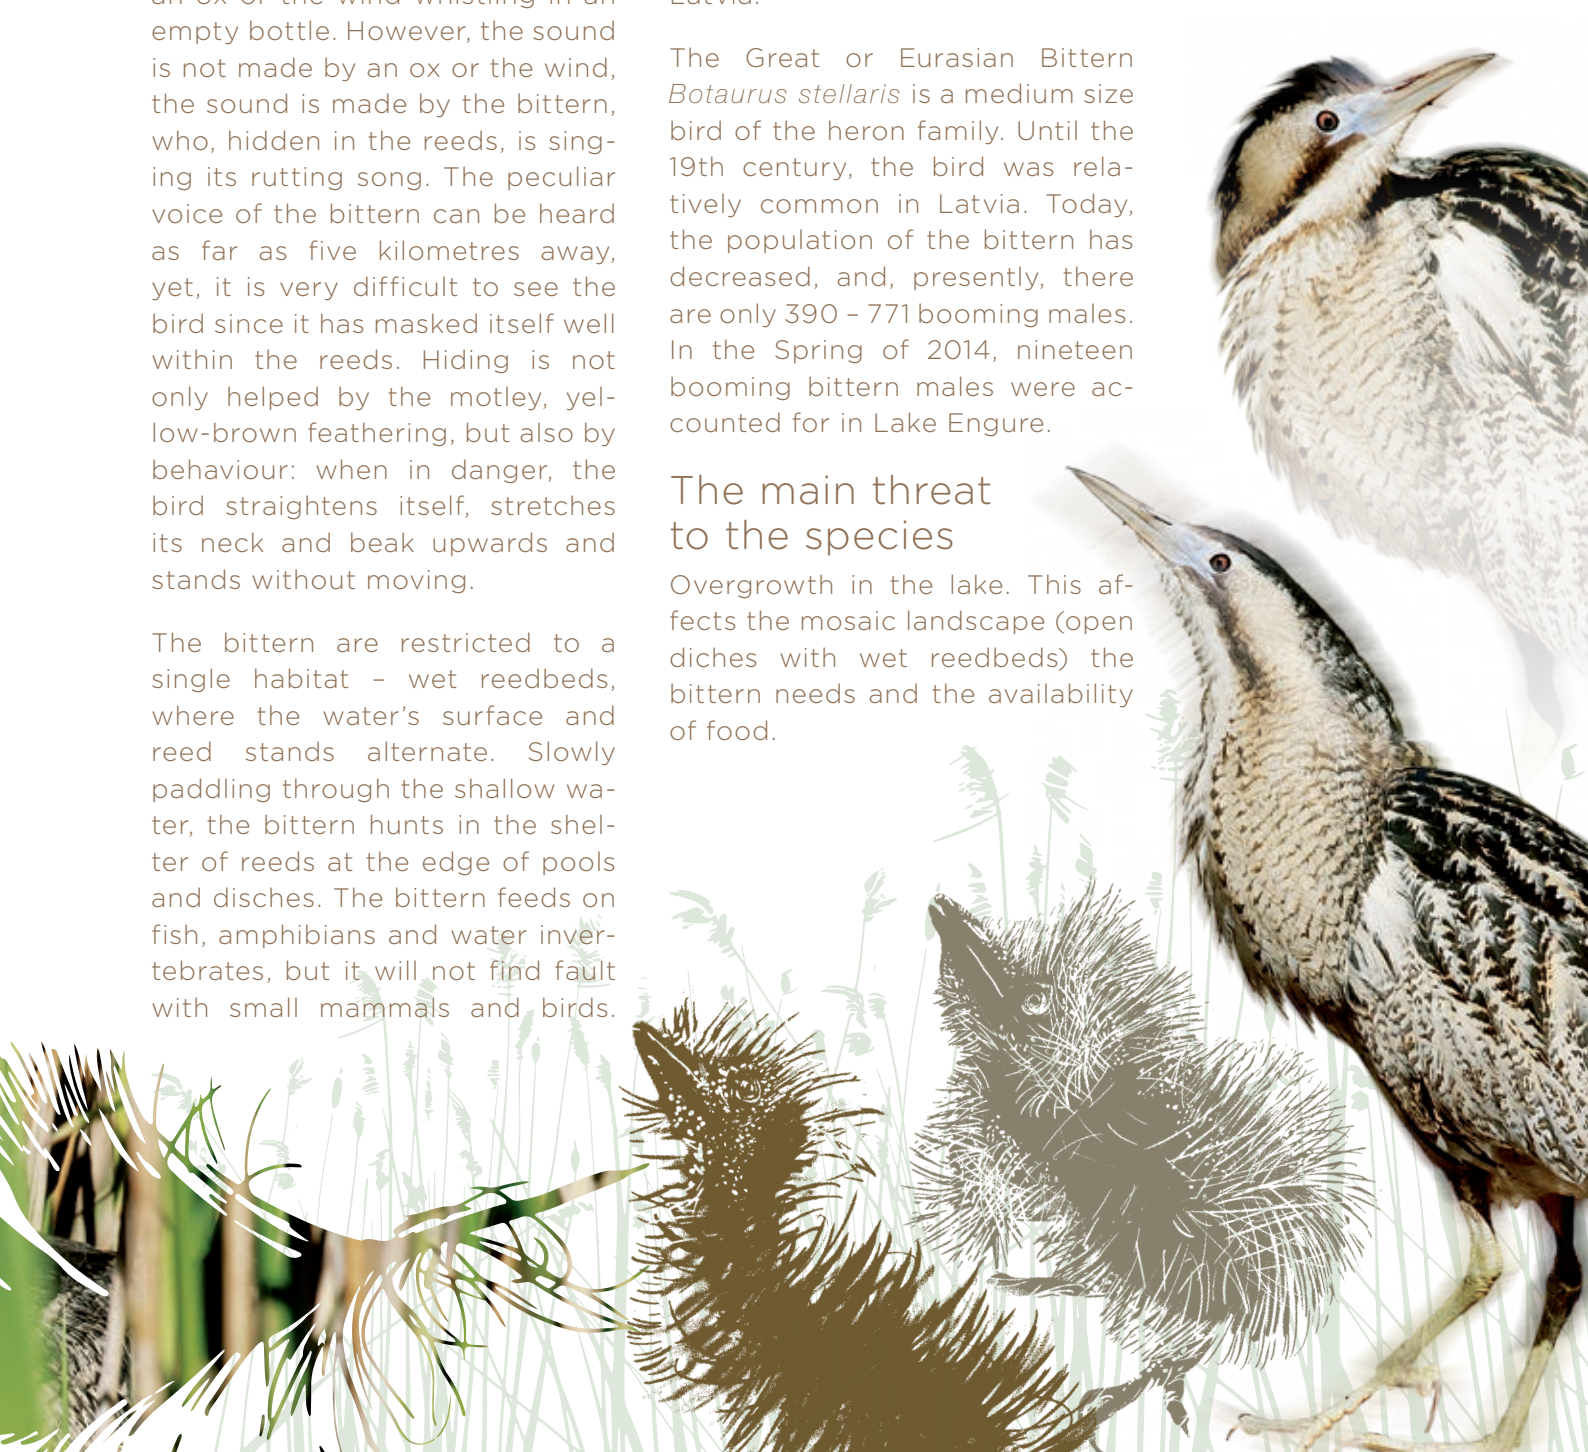 an ox or the wind whistling in an
empty bottle. However, the sound
is not made by an ox or the wind,
the sound is made by the bittern,
who, hidden in the reeds, is sing-
ing its rutting song. The peculiar
voice of the bittern can be heard
as far as five kilometres away,
yet, it is very difficult to see the
bird since it has masked itself well
within the reeds. Hiding is not
only helped by the motley, yel-
low-brown feathering, but also by
behaviour: when in danger, the
bird straightens itself, stretches
its neck and beak upwards and
stands without moving.
The bittern are restricted to a
single habitat – wet reedbeds,
where the water's surface and
reed stands alternate. Slowly
paddling through the shallow wa-
ter, the bittern hunts in the shel-
ter of reeds at the edge of pools
and disches. The bittern feeds on
fish, amphibians and water inver-
tebrates, but it will not find fault
with small mammals and birds.
Latvia.
The Great or Eurasian Bittern
Botaurus stellaris is a medium size
bird of the heron family. Until the
19th century, the bird was rela-
tively common in Latvia. Today,
the population of the bittern has
decreased, and, presently, there
are only 390 – 771 booming males.
In the Spring of 2014, nineteen
booming bittern males were ac-
counted for in Lake Engure.
The main threat
to the species
Overgrowth in the lake. This af-
fects the mosaic landscape (open
diches with wet reedbeds) the
bittern needs and the availability
of food.